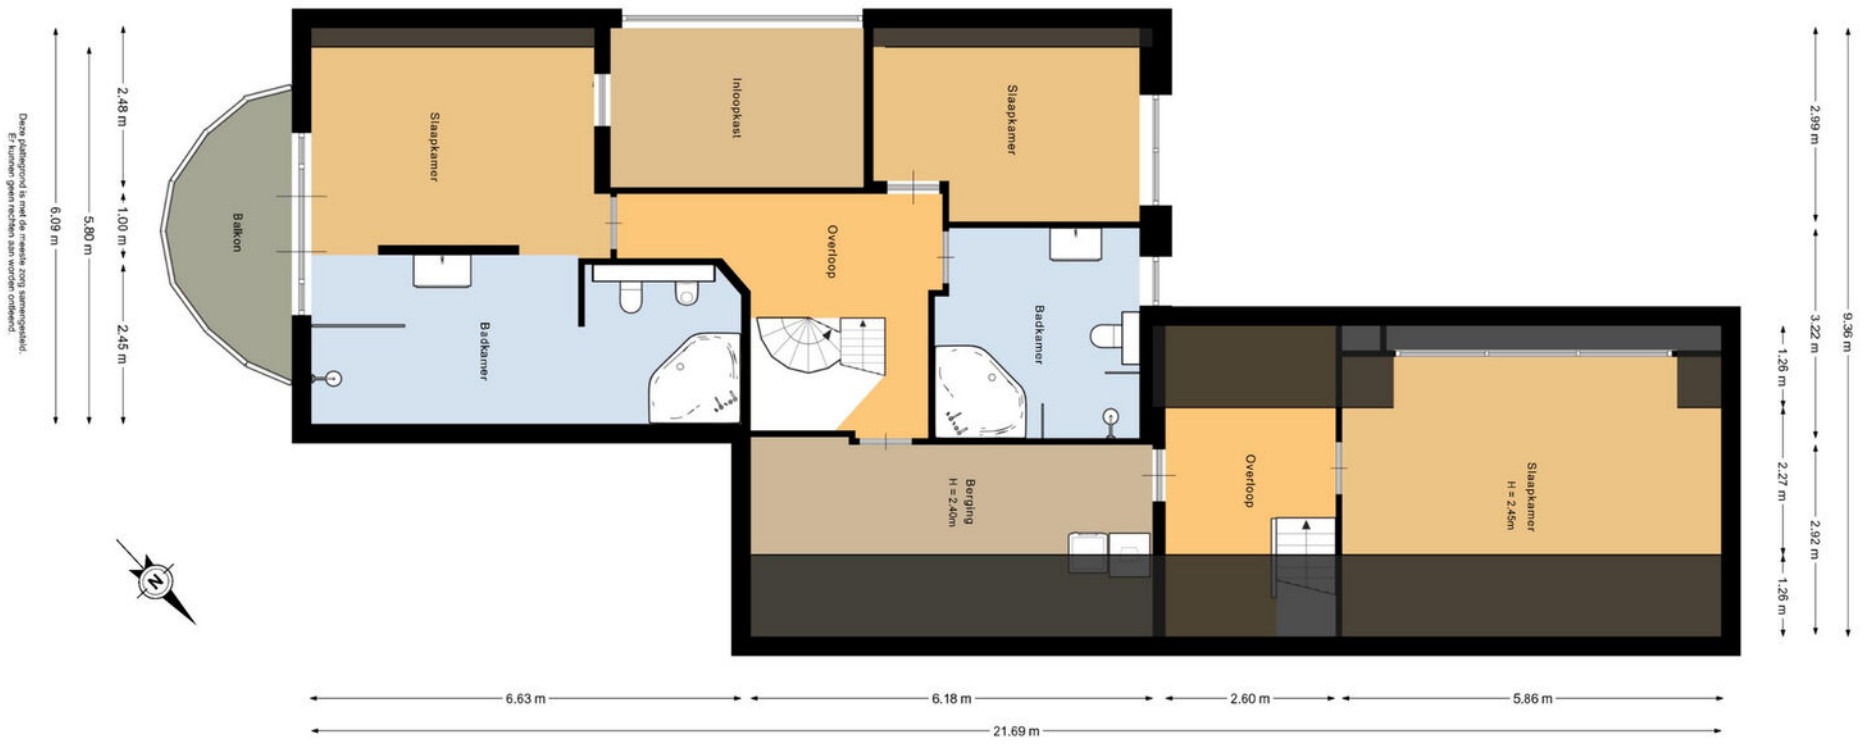 Deze plattegrond is met de meeste zorg samengesteld.
Er kunnen geen rechten aan worden ontleend.
6.09 m
5.80 m
2.48 m
1.00 m
2.45 m
Balkon
Slaapkamer
Badkamer
Inloopkast
Overloop
Slaapkamer
Badkamer
Berging
H = 2.40m
Overloop
Slaapkamer
H = 2.45m
1.26 m
2.27 m
1.26 m
2.99 m
3.22 m
2.92 m
9.36 m
N
6.63 m
6.18 m
2.60 m
5.86 m
21.69 m